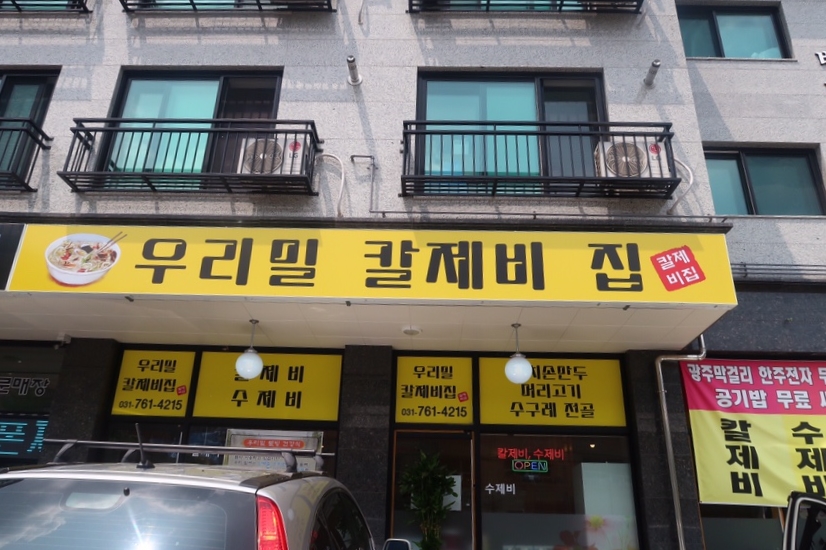 우리밀 칼제비 집
칼제
비집
우리밀
칼제비집
031-761-4215
칼제비
수제비
우리밀
칼제비집
031-761-4215
지손만두
머리고기
수구레 전골
칼제비, 수제비
OPEN
수제비
광주막걸리 한주전자
공기밥 무료
칼제비
수제비